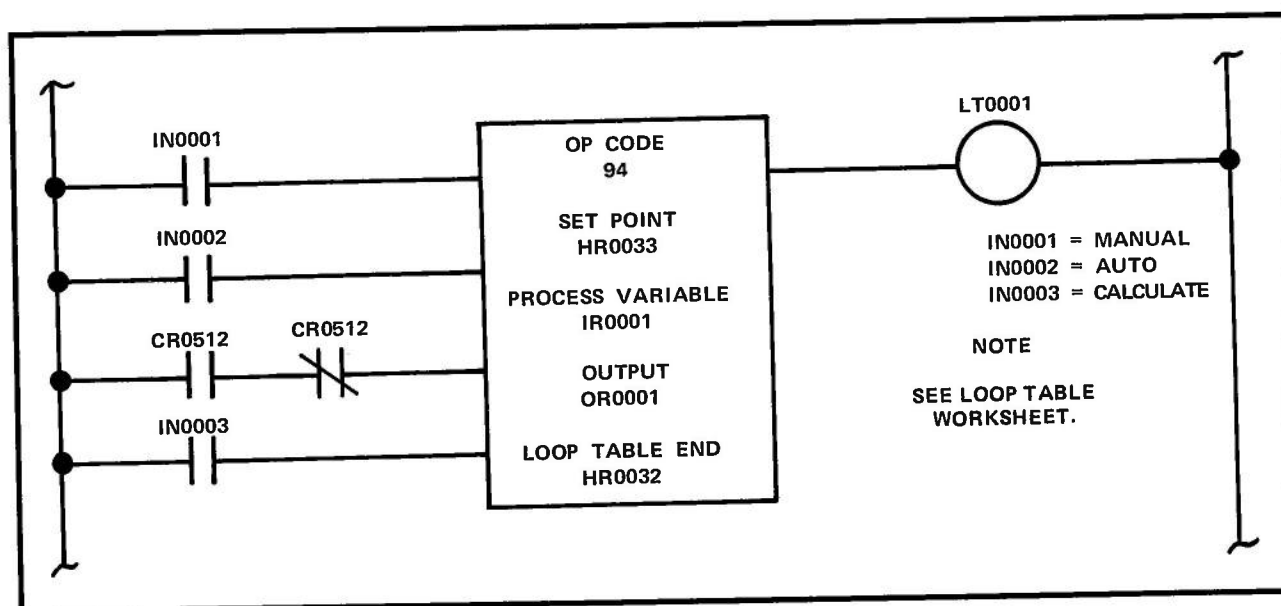 IN0001
IN0002
CR0512
CR0512
IN0003
OP CODE
94
SET POINT
HR0033
PROCESS VARIABLE
IR0001
OUTPUT
OR0001
LOOP TABLE END
HR0032
LT0001
IN0001 = MANUAL
IN0002 = AUTO
IN0003 = CALCULATE
NOTE
SEE LOOP TABLE
WORKSHEET.